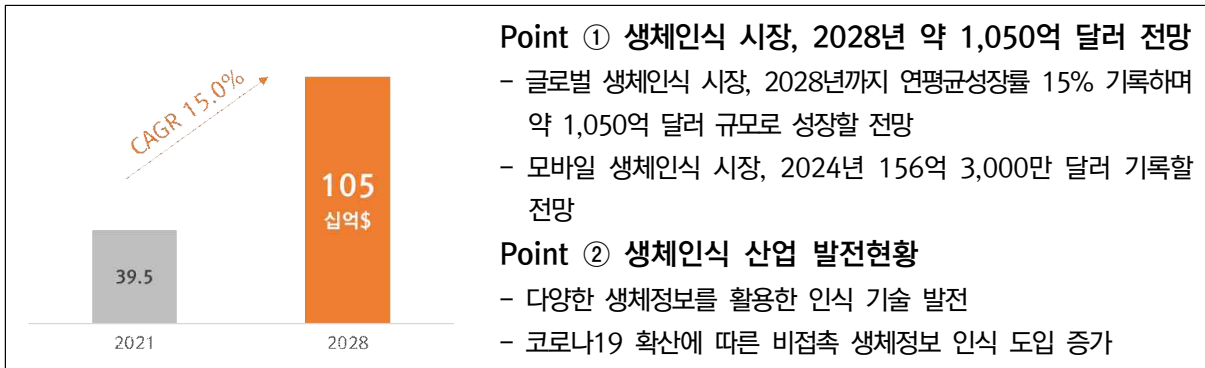 CAGR 15.0%
105
십억$
39.5
2021
2028
Point ① 생체인식 시장, 2028년 약 1,050억 달러 전망
- 글로벌 생체인식 시장, 2028년까지 연평균성장률 15% 기록하며
약 1,050억 달러 규모로 성장할 전망
- 모바일 생체인식 시장, 2024년 156억 3,000만 달러 기록할
전망
Point ② 생체인식 산업 발전현황
- 다양한 생체정보를 활용한 인식 기술 발전
- 코로나19 확산에 따른 비접촉 생체정보 인식 도입 증가